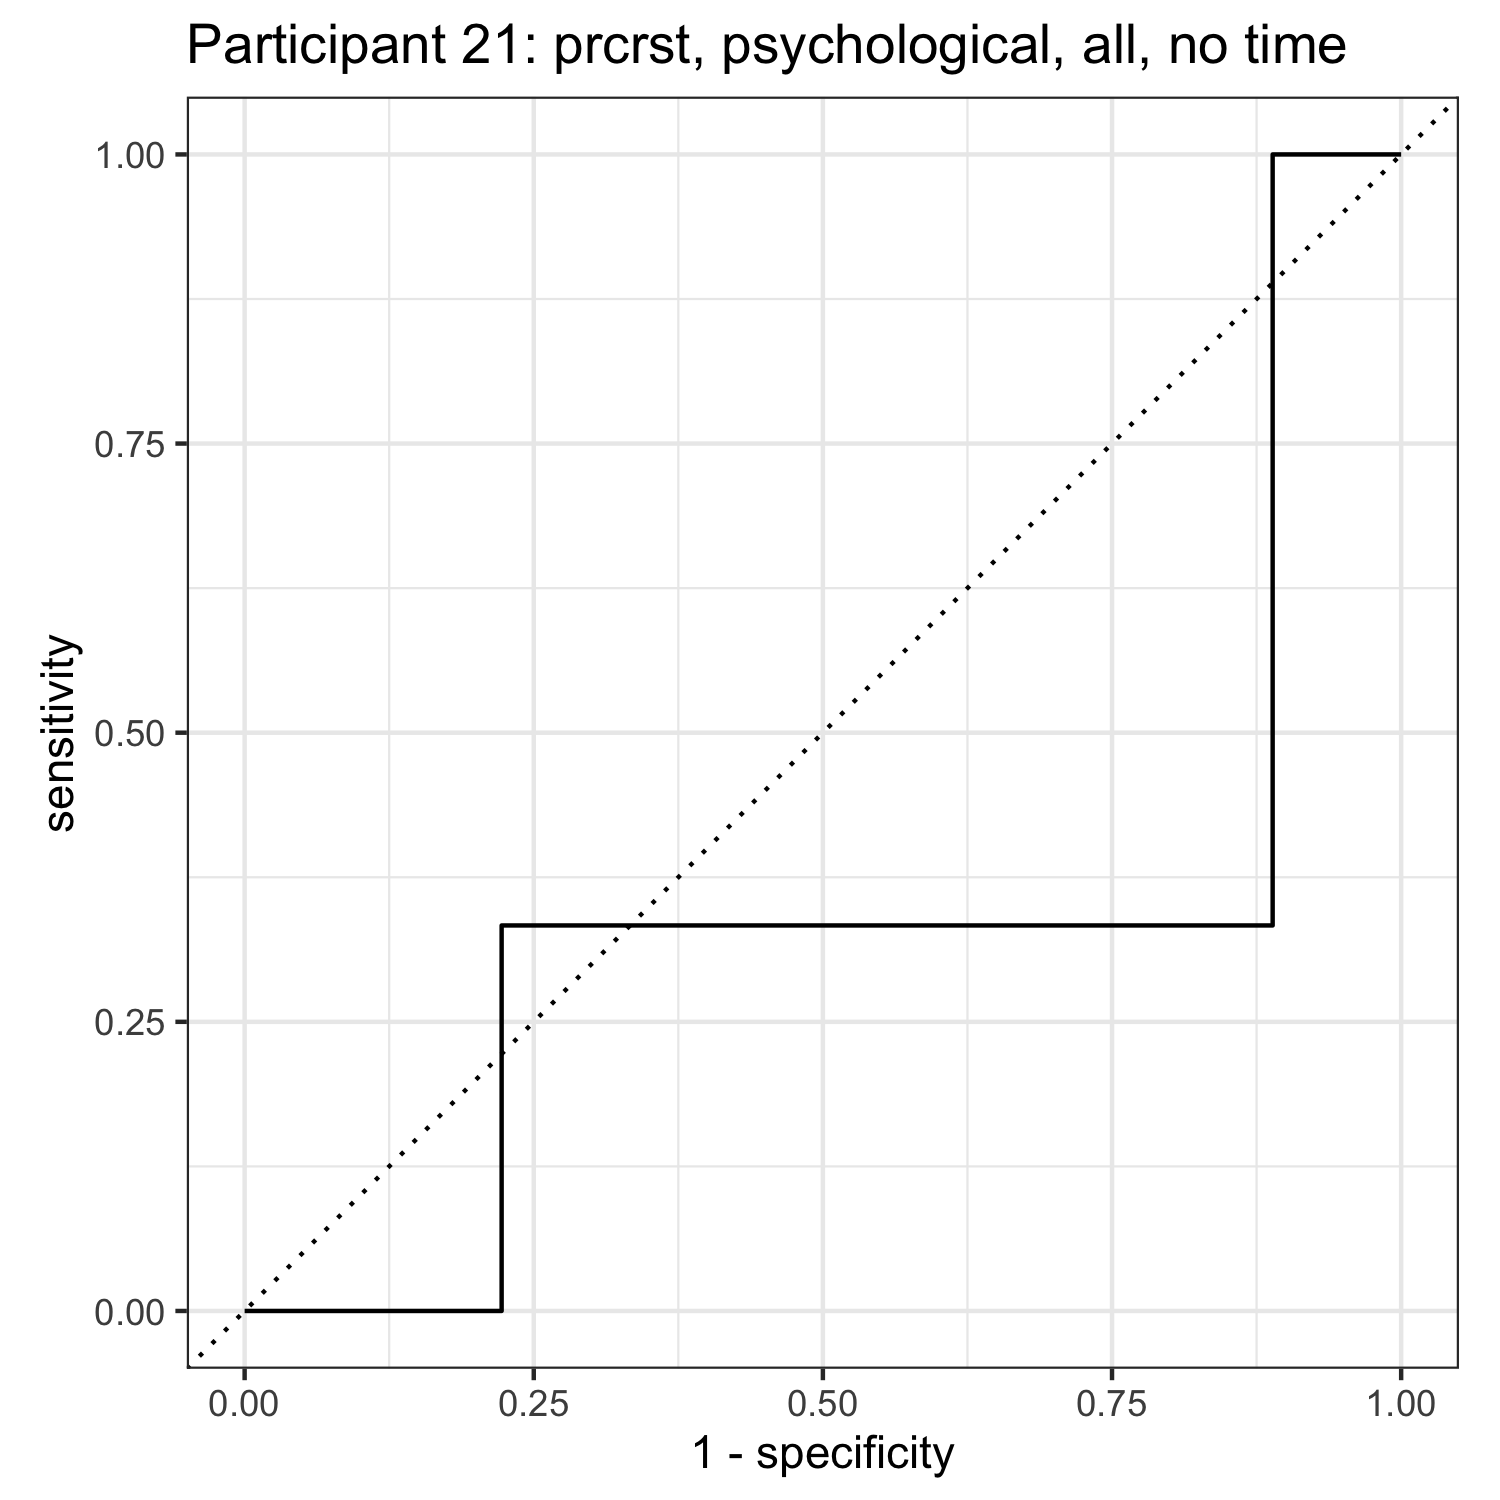 Participant 21: prcrst, psychological, all, no time
1.00
0.75
0.50
0.25
0.00
sensitivity
0.00 0.25 0.50 0.75 1.00
1 - specificity